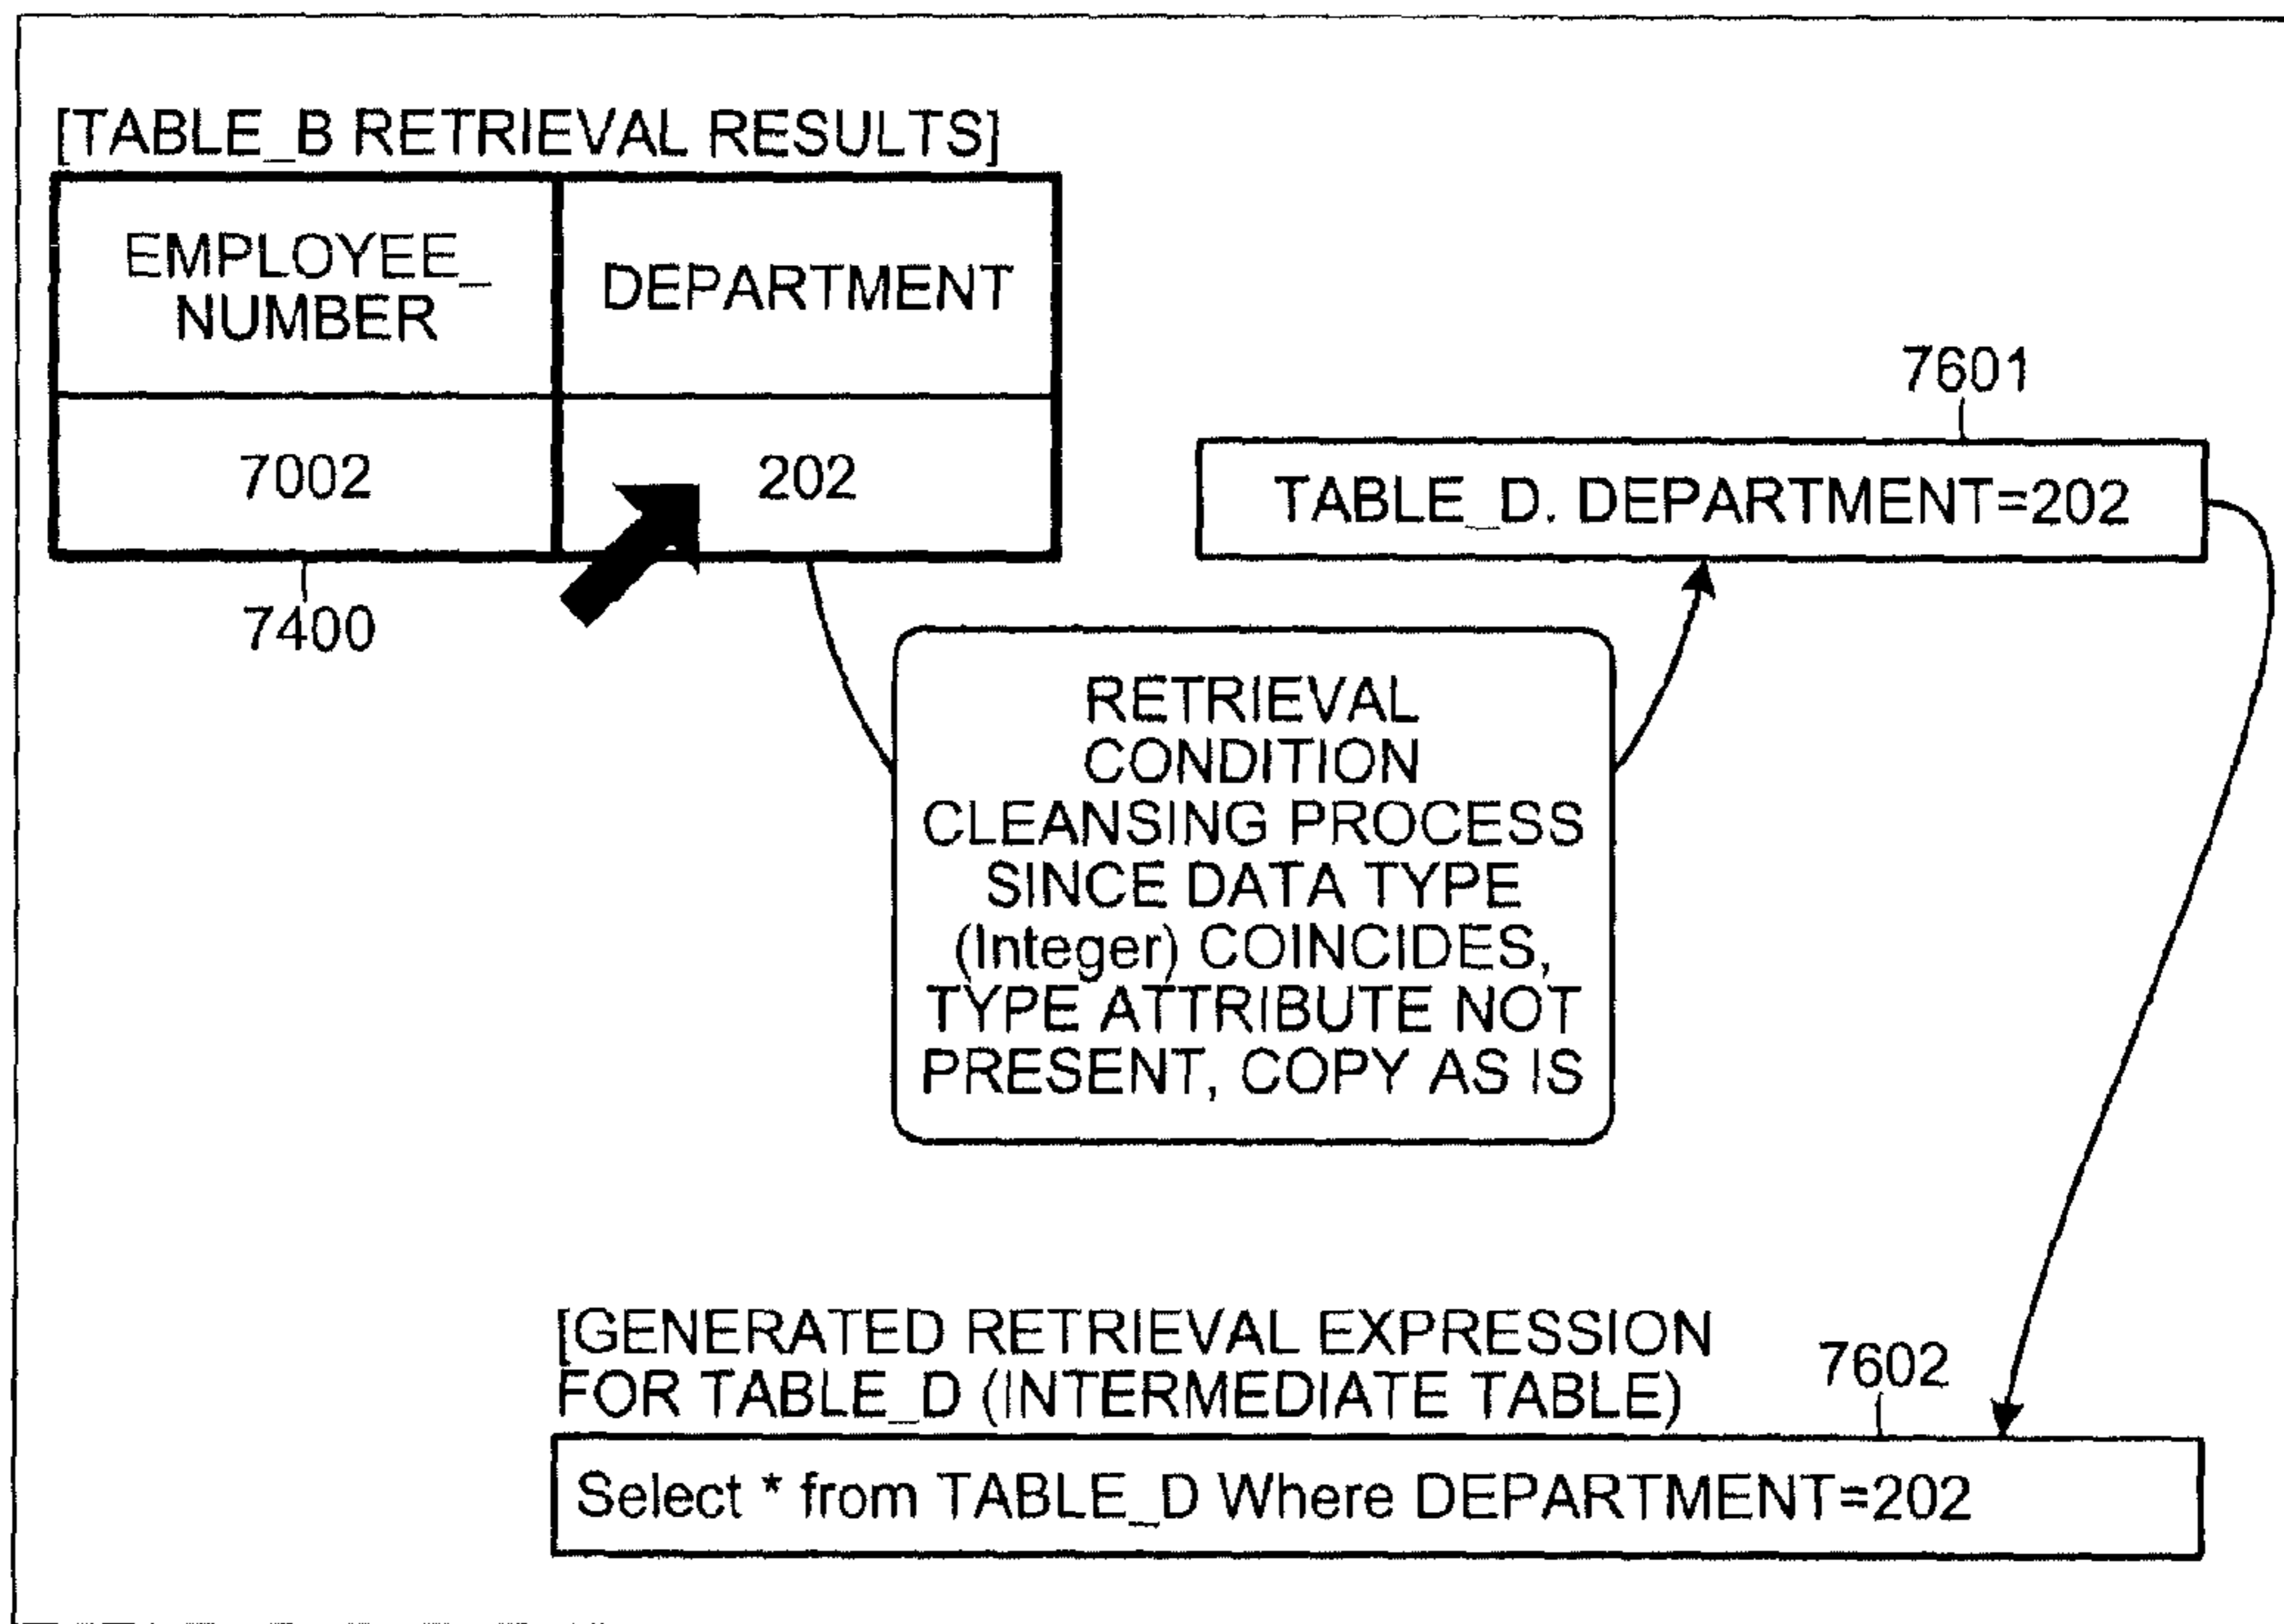 [TABLE_B RETRIEVAL RESULTS]
EMPLOYEE_
NUMBER
DEPARTMENT
7002
202
7400
7601
TABLE_D. DEPARTMENT=202
RETRIEVAL
CONDITION
CLEANSING PROCESS
SINCE DATA TYPE
(Integer) COINCIDES,
TYPE ATTRIBUTE NOT
PRESENT, COPY AS IS
[GENERATED RETRIEVAL EXPRESSION
FOR TABLE_D (INTERMEDIATE TABLE)
7602
Select * from TABLE_D Where DEPARTMENT=202